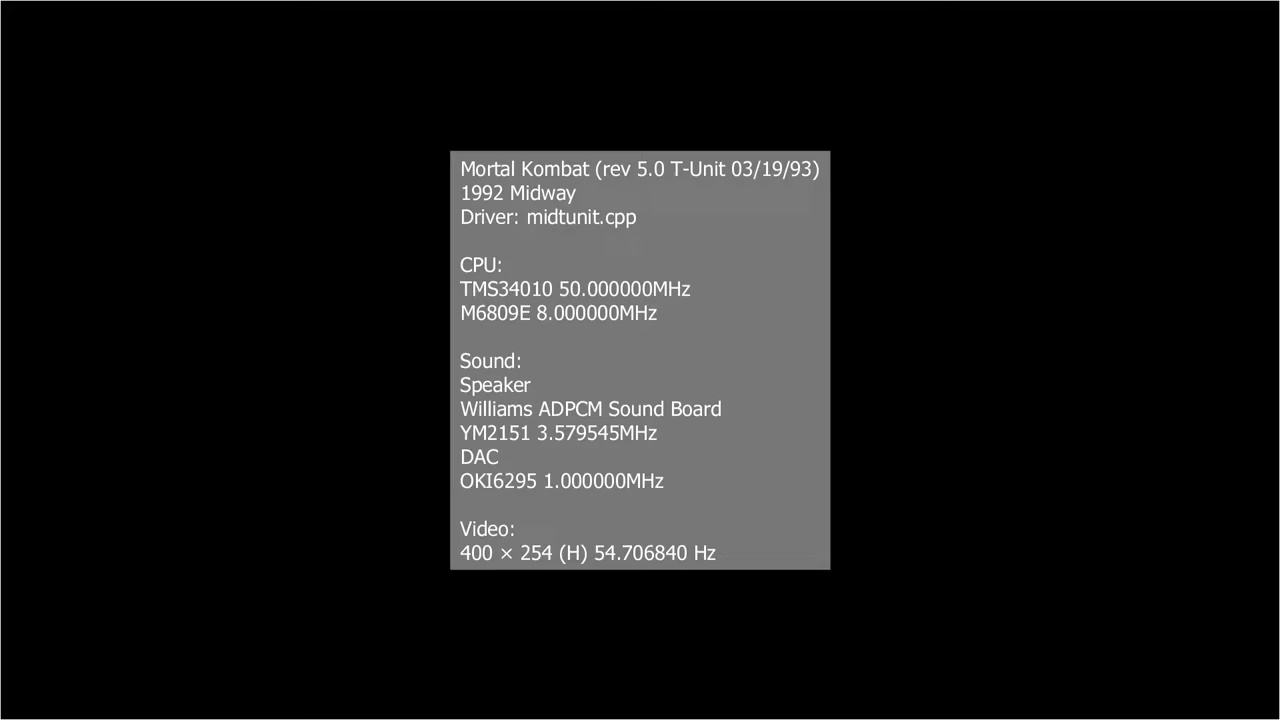 Mortal Kombat (rev 5.0 T-Unit 03/19/93)
1992 Midway
Driver: midtunit.cpp
CPU:
TMS34010 50.000000MHz
M6809E 8.000000MHz
Sound:
Speaker
Williams ADPCM Sound Board
YM2151 3.579545MHz
DAC
OKI6295 1.000000MHz
Video:
400 × 254 (H) 54.706840 Hz